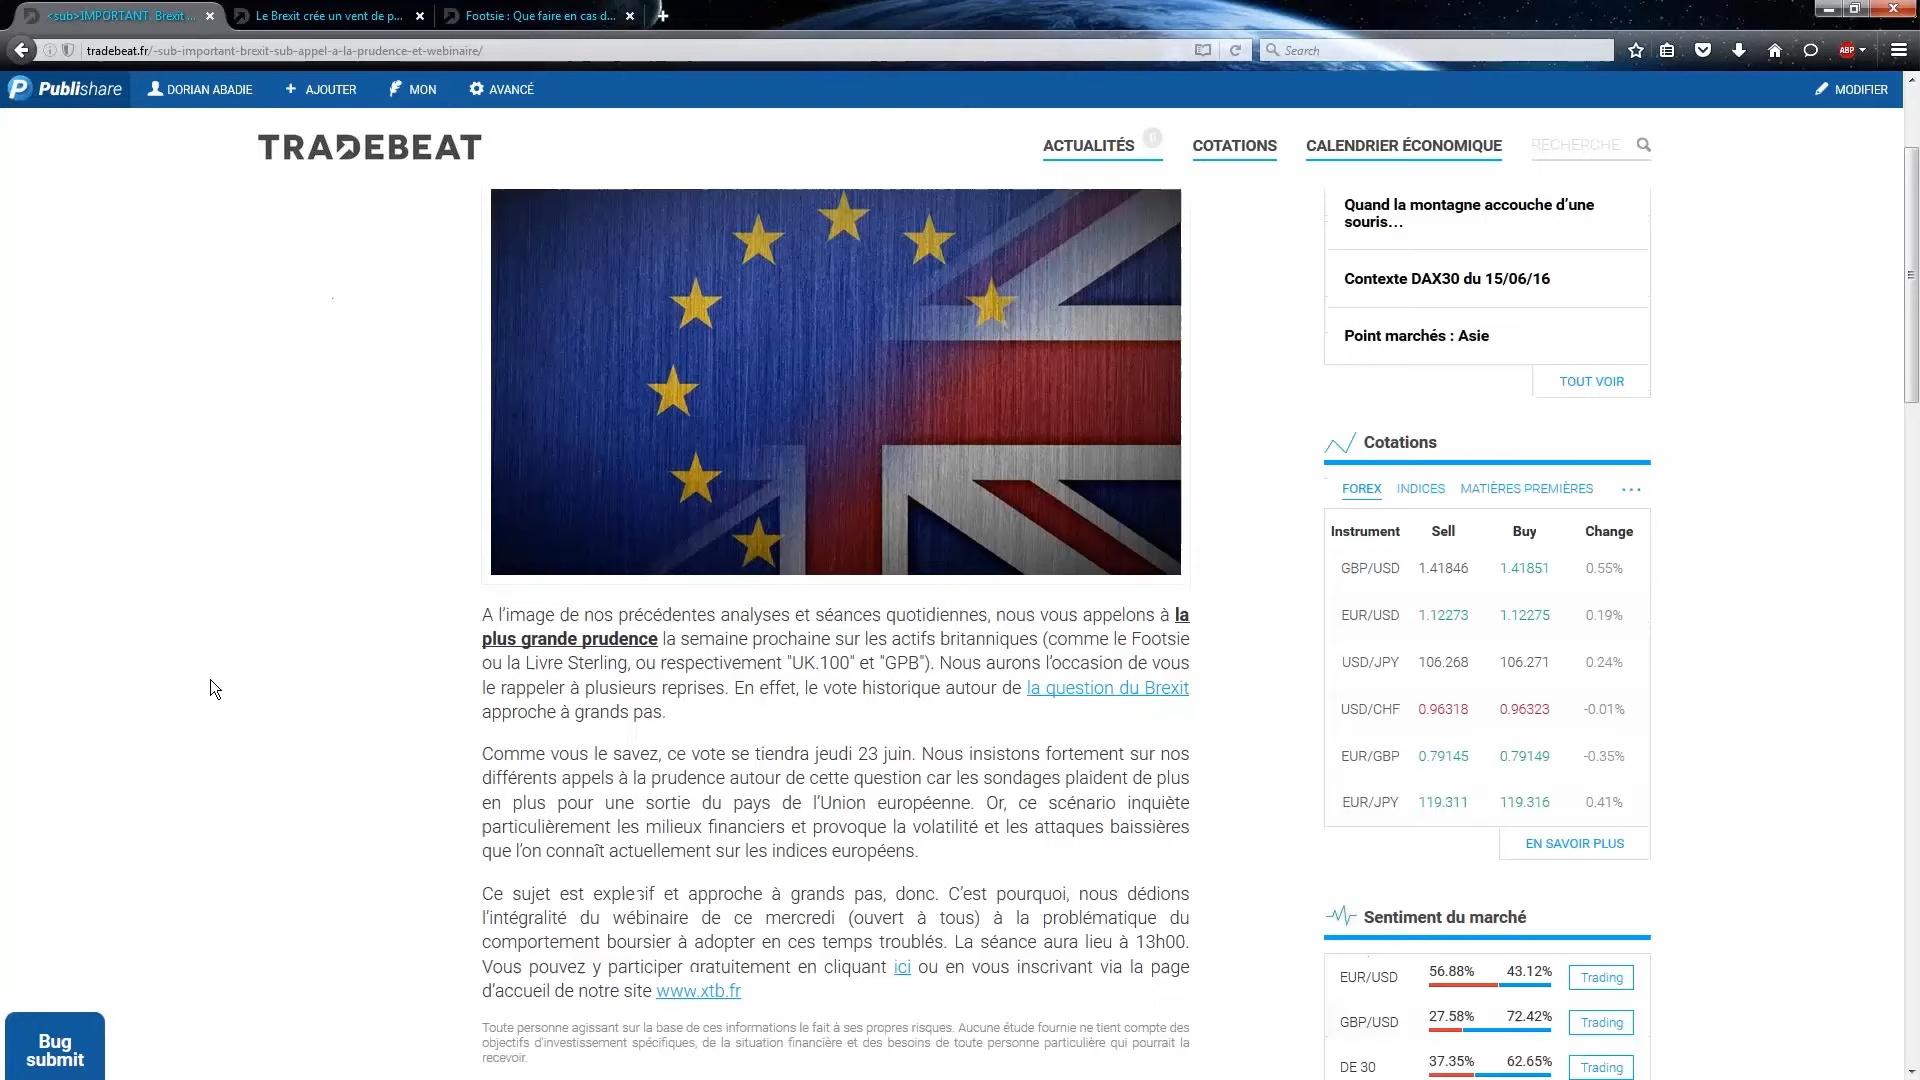 <sub>IMPORTANT. Brexit ...
Le Brexit crée un vent de p...
Footsie : Que faire en cas d...
tradebeat.fr/-sub-important-brexit-sub-appel-a-la-prudence-et-webinaire/
Search
ABP
Publishare
DORIAN ABADIE
AJOUTER
MON
AVANCÉ
MODIFIER
TRADEBEAT
ACTUALITÉS
COTATIONS
CALENDRIER ÉCONOMIQUE
RECHERCHE
A l’image de nos précédentes analyses et séances quotidiennes, nous vous appelons à la
plus grande prudence la semaine prochaine sur les actifs britanniques (comme le Footsie
ou la Livre Sterling, ou respectivement "UK.100" et "GPB"). Nous aurons l’occasion de vous
le rappeler à plusieurs reprises. En effet, le vote historique autour de la question du Brexit
approche à grands pas.
Comme vous le savez, ce vote se tiendra jeudi 23 juin. Nous insistons fortement sur nos
différents appels à la prudence autour de cette question car les sondages plaident de plus
en plus pour une sortie du pays de l’Union européenne. Or, ce scénario inquiète
particulièrement les milieux financiers et provoque la volatilité et les attaques baissières
que l’on connaît actuellement sur les indices européens.
Ce sujet est explosif et approche à grands pas, donc. C’est pourquoi, nous dédions
l’intégralité du wébinaire de ce mercredi (ouvert à tous) à la problématique du
comportement boursier à adopter en ces temps troublés. La séance aura lieu à 13h00.
Vous pouvez y participer gratuitement en cliquant ici ou en vous inscrivant via la page
d’accueil de notre site www.xtb.fr
Toute personne agissant sur la base de ces informations le fait à ses propres risques. Aucune étude fournie ne tient compte des
objectifs d’investissement spécifiques, de la situation financière et des besoins de toute personne particulière qui pourrait la
recevoir.
Quand la montagne accouche d’une
souris…
Contexte DAX30 du 15/06/16
Point marchés : Asie
TOUT VOIR
Cotations
FOREX INDICES MATIÈRES PREMIÈRES ...
Instrument Sell Buy Change
GBP/USD 1.41846 1.41851 0.55%
EUR/USD 1.12273 1.12275 0.19%
USD/JPY 106.268 106.271 0.24%
USD/CHF 0.96318 0.96323 -0.01%
EUR/GBP 0.79145 0.79149 -0.35%
EUR/JPY 119.311 119.316 0.41%
EN SAVOIR PLUS
Sentiment du marché
EUR/USD 56.88% 43.12% Trading
GBP/USD 27.58% 72.42% Trading
DE 30 37.35% 62.65% Trading
Bug
submit